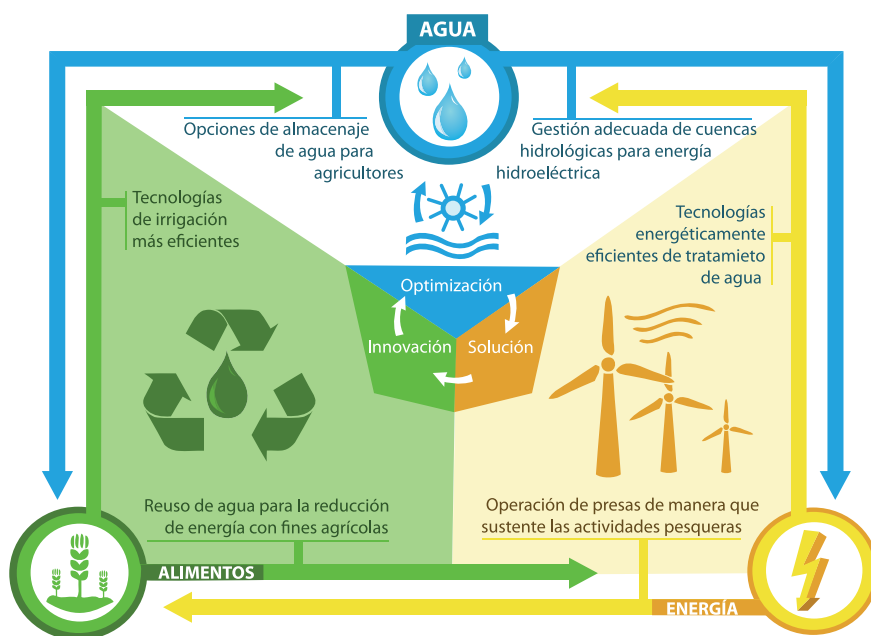 AGUA
Opciones de almacenaje
de agua para
agricultores
Gestión adecuada de cuencas
hidrológicas para energía
hidroeléctrica
Tecnologías
de irrigación
más eficientes
Tecnologías
energéticamente
eficientes de tratamieto
de agua
Optimización
Innovación
Solución
Reuso de agua para la reducción
de energía con fines agrícolas
Operación de presas de manera que
sustente las actividades pesqueras
ALIMENTOS
ENERGÍA